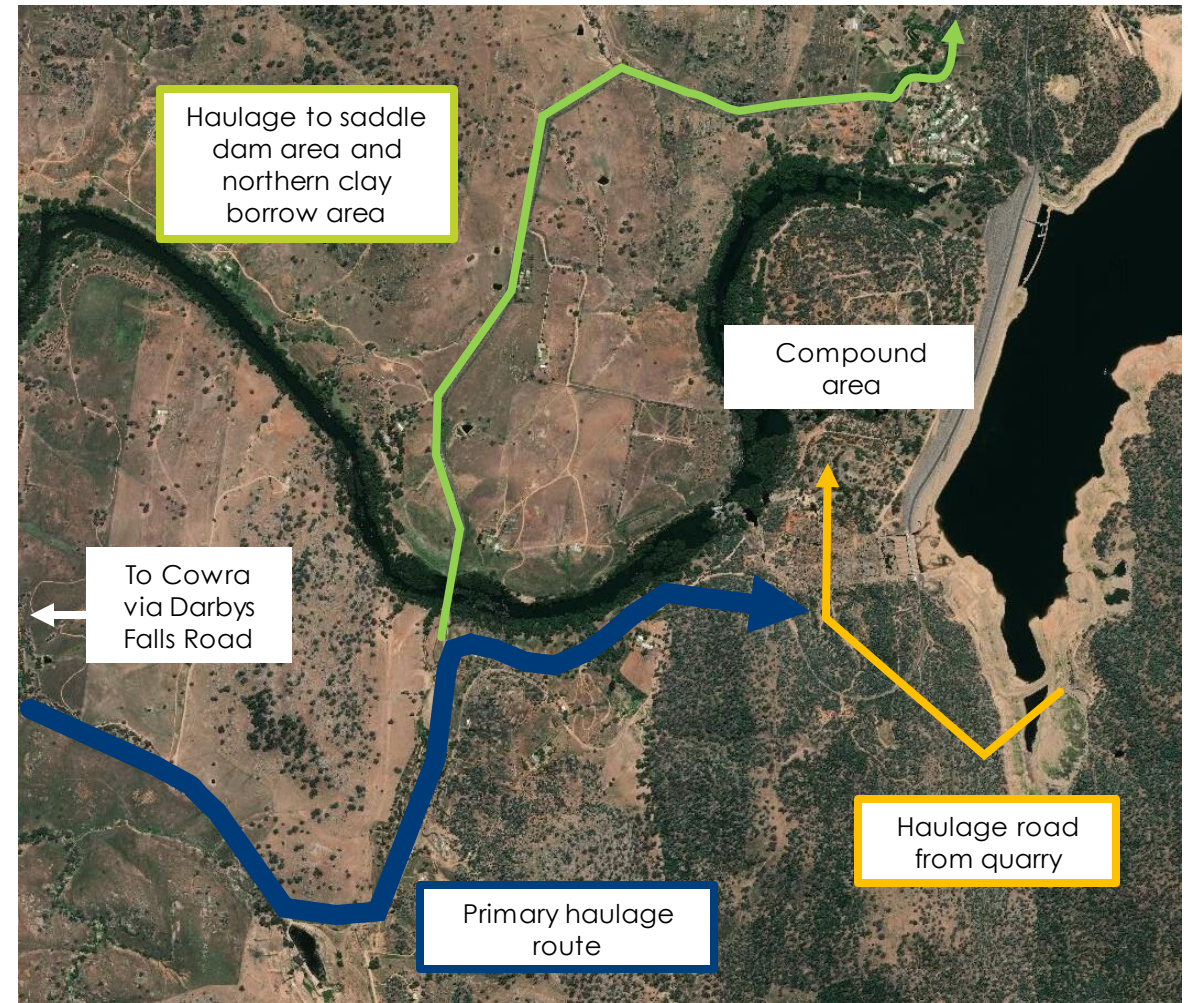 Haulage to saddle
dam area and
northern clay
borrow area
Compound
area
To Cowra
via Darbys
Falls Road
Haulage road
from quarry
Primary haulage
route